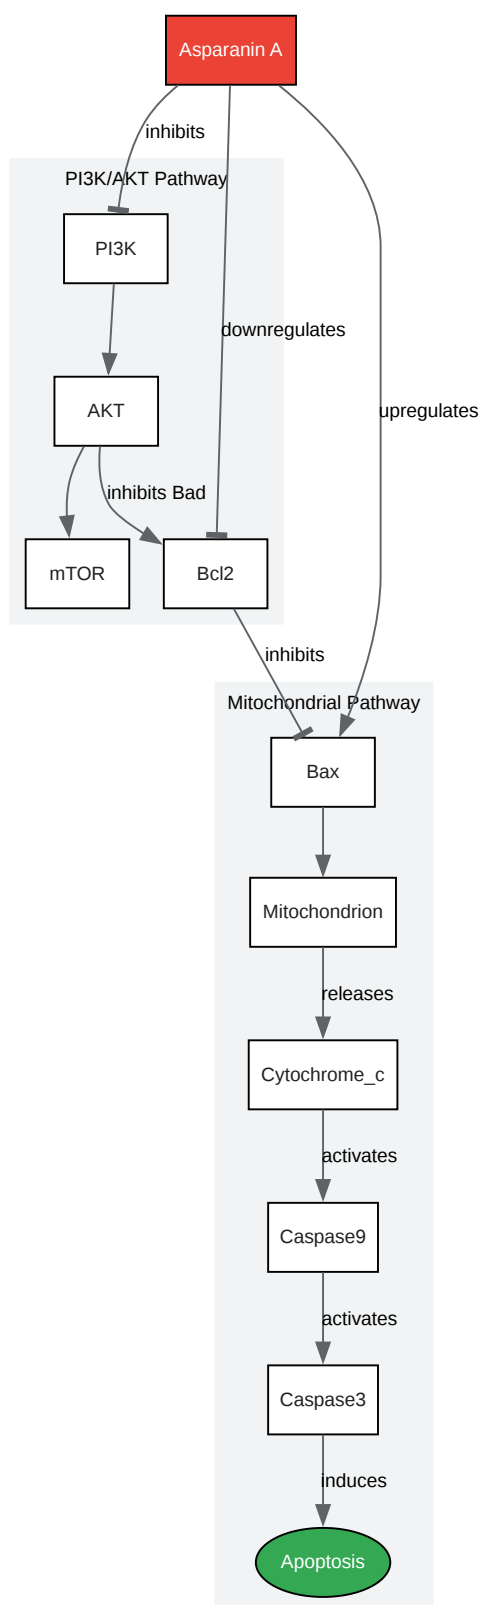 Asparanin A
inhibits
PI3K/AKT Pathway
PI3K
downregulates
AKT
upregulates
inhibits Bad
mTOR
Bcl2
inhibits
Mitochondrial Pathway
Bax
Mitochondrion
releases
Cytochrome_c
activates
Caspase9
activates
Caspase3
induces
Apoptosis